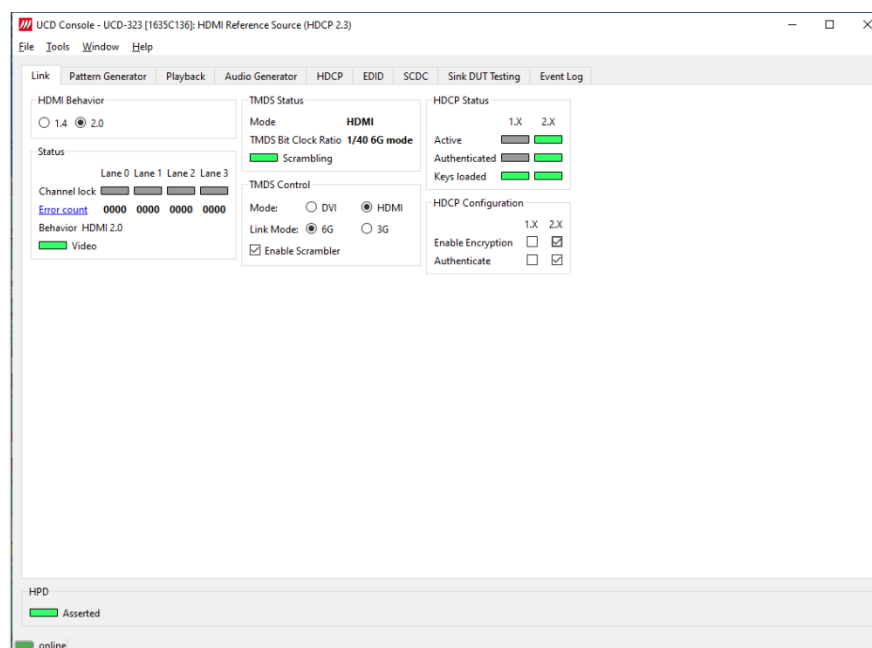 UCD Console - UCD-323 [1635C136]: HDMI Reference Source (HDCP 2.3)
File Tools Window Help
Link Pattern Generator Playback Audio Generator HDCP EDID SCDC Sink DUT Testing Event Log
HDMI Behavior
1.4 2.0
Status
Lane 0 Lane 1 Lane 2 Lane 3
Channel lock
Error count 0000 0000 0000 0000
Behavior HDMI 2.0
Video
TMDS Status
Mode HDMI
TMDS Bit Clock Ratio 1/40 6G mode
Scrambling
TMDS Control
Mode: DVI HDMI
Link Mode: 6G 3G
Enable Scrambler
HDCP Status
1.X 2.X
Active
Authenticated
Keys loaded
HDCP Configuration
1.X 2.X
Enable Encryption
Authenticate
HPD
Asserted
online